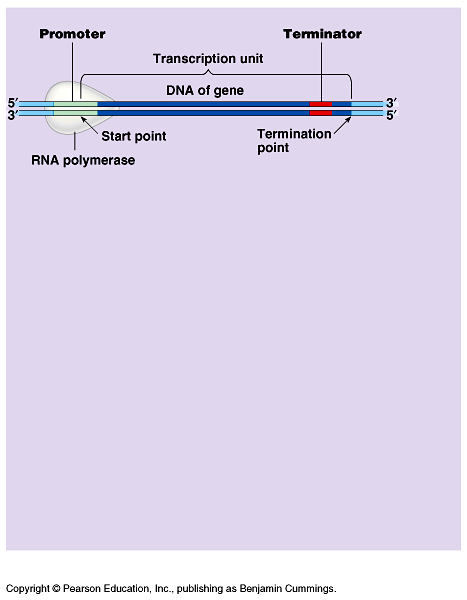 Promoter
Terminator
Transcription unit
DNA of gene
5′
3′
3′
5′
Start point
Termination
point
RNA polymerase
Copyright © Pearson Education, Inc., publishing as Benjamin Cummings.